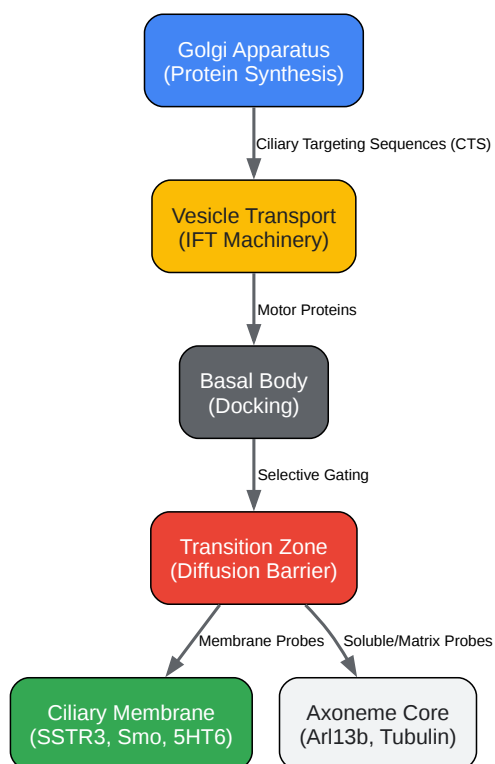 Golgi Apparatus
(Protein Synthesis)
Ciliary Targeting Sequences (CTS)
Vesicle Transport
(IFT Machinery)
Motor Proteins
Basal Body
(Docking)
Selective Gating
Transition Zone
(Diffusion Barrier)
Membrane Probes
Soluble/Matrix Probes
Ciliary Membrane
(SSTR3, Smo, 5HT6)
Axoneme Core
(Arl13b, Tubulin)